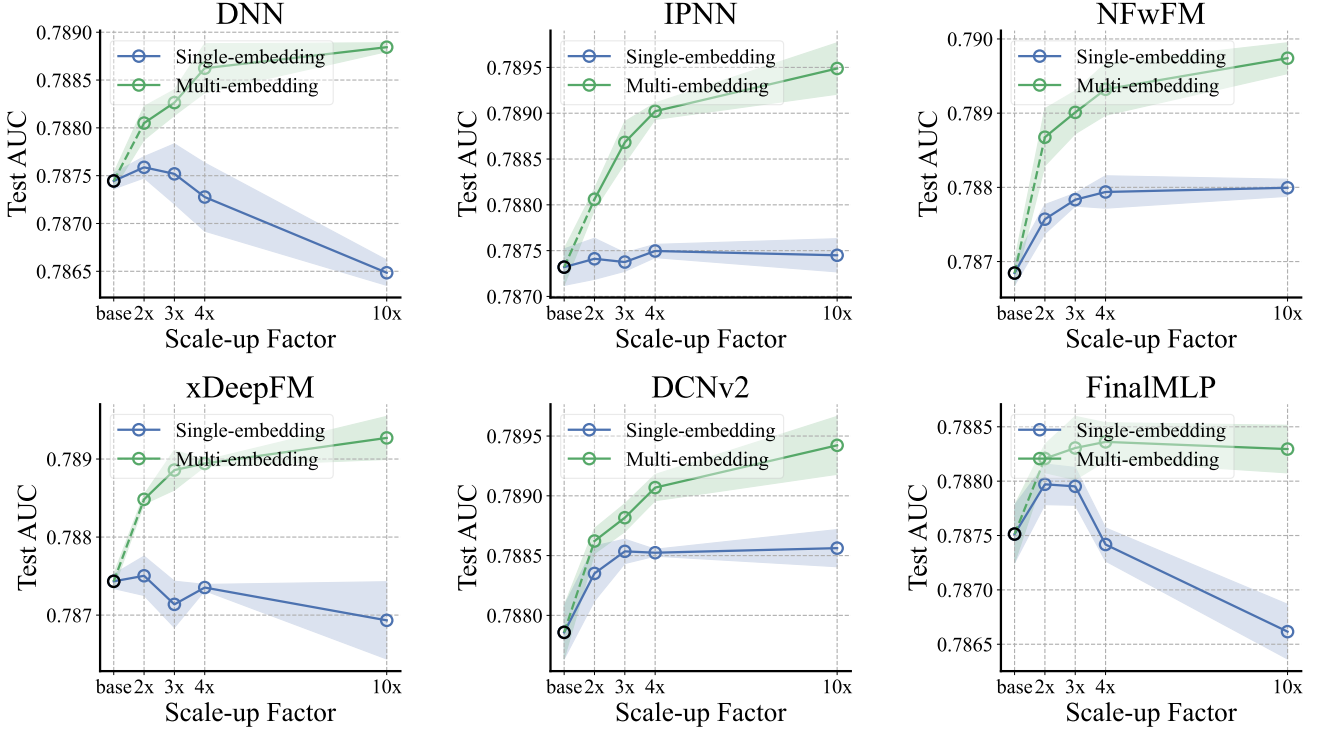 DNN
Test AUC
0.7890
0.7885
0.7880
0.7875
0.7870
0.7865
Single-embedding
Multi-embedding
base 2x 3x 4x 10x
Scale-up Factor
IPNN
Test AUC
0.7895
0.7890
0.7885
0.7880
0.7875
0.7870
Single-embedding
Multi-embedding
base 2x 3x 4x 10x
Scale-up Factor
NFwFM
Test AUC
0.790
0.789
0.788
0.787
Single-embedding
Multi-embedding
base 2x 3x 4x 10x
Scale-up Factor
xDeepFM
Test AUC
0.789
0.788
0.787
Single-embedding
Multi-embedding
base 2x 3x 4x 10x
Scale-up Factor
DCNv2
Test AUC
0.7895
0.7890
0.7885
0.7880
Single-embedding
Multi-embedding
base 2x 3x 4x 10x
Scale-up Factor
FinalMLP
Test AUC
0.7885
0.7880
0.7875
0.7870
0.7865
Single-embedding
Multi-embedding
base 2x 3x 4x 10x
Scale-up Factor